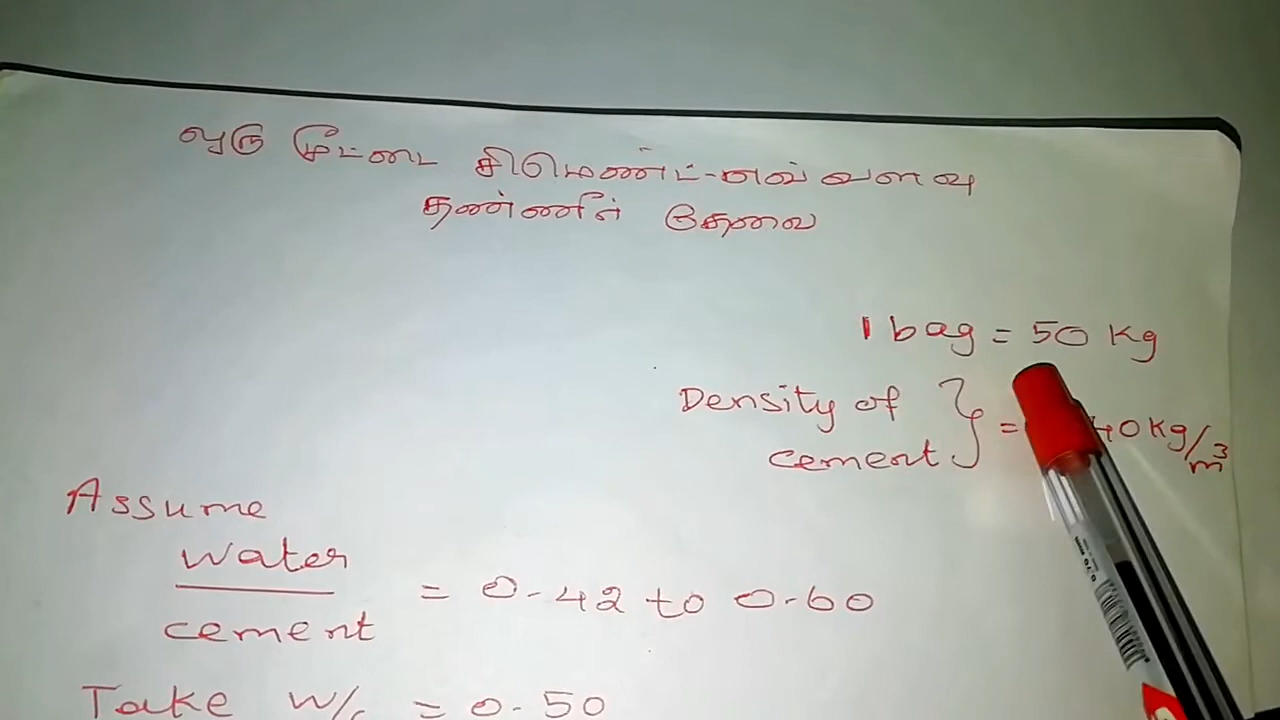 ஒரு மூட்டை சிமெண்ட்-எவ்வளவு
தண்ணீர் தேவை
1 bag = 50 Kg
Density of
cement } = 40 Kg/m³
Assume
Water
cement
= 0.42 to 0.60
Take W/c = 0.50